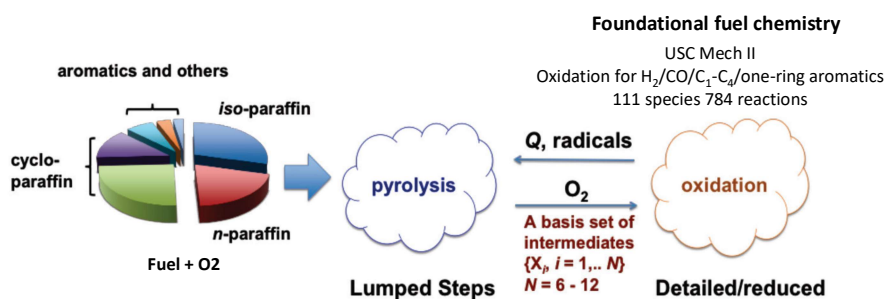 Foundational fuel chemistry
USC Mech II
Oxidation for H₂/CO/C₁-C₄/one-ring aromatics
111 species 784 reactions
aromatics and others
iso-paraffin
cyclo-
paraffin
n-paraffin
Fuel + O2
pyrolysis
Lumped Steps
Q, radicals
O₂
A basis set of
intermediates
{Xᵢ, i = 1,.. N}
N = 6 - 12
oxidation
Detailed/reduced